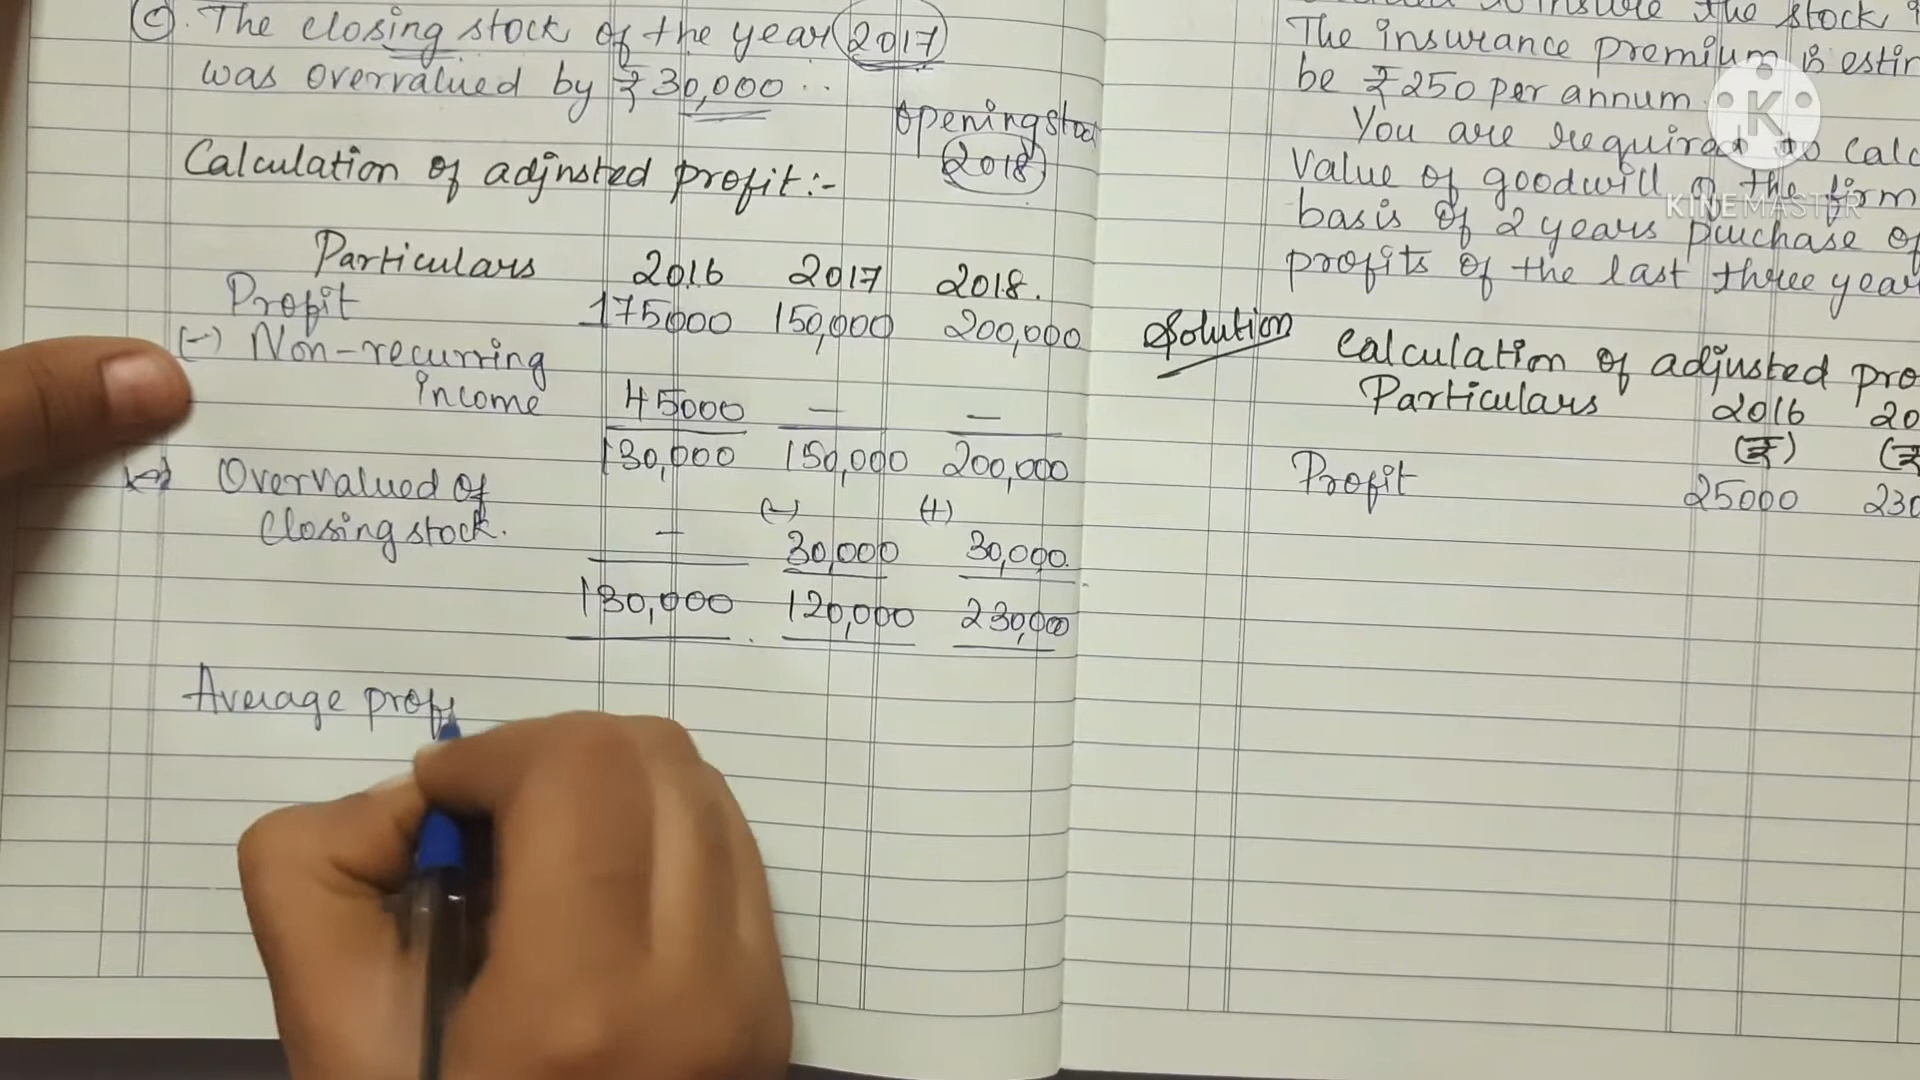 C. The closing stock of the year 2017
was overvalued by ₹30,000..
Opening stock
2018
Calculation of adjusted profit:-
Particulars 2016 2017 2018.
Profit 175000 150,000 200,000
(-) Non-recurring
income 45000 — —
130,000 150,000 200,000
(-) Overvalued of (-) (+)
Closing stock. — 30,000 30,000.
130,000 120,000 230,000
Average prof
the stock
The insurance premium is
be ₹250 per annum.
You are required to
Value of goodwill of the firm
basis of 2 years purchase of
profits of the last three
K
KINEMASTER
Solution Calculation of adjusted pro
Particulars 2016 20
(₹) (₹
Profit 25000 230